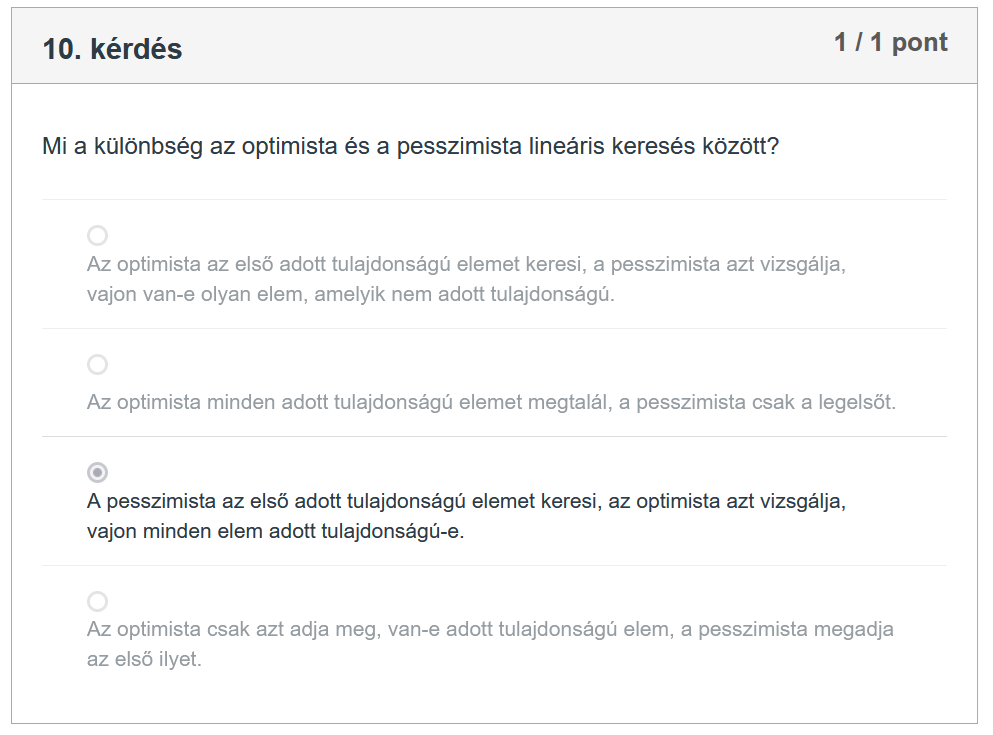 10. kérdés
1 / 1 pont
Mi a különbség az optimista és a pesszimista lineáris keresés között?
Az optimista az első adott tulajdonságú elemet keresi, a pesszimista azt vizsgálja,
vajon van-e olyan elem, amelyik nem adott tulajdonságú.
Az optimista minden adott tulajdonságú elemet megtalál, a pesszimista csak a legelsőt.
A pesszimista az első adott tulajdonságú elemet keresi, az optimista azt vizsgálja,
vajon minden elem adott tulajdonságú-e.
Az optimista csak azt adja meg, van-e adott tulajdonságú elem, a pesszimista megadja
az első ilyet.